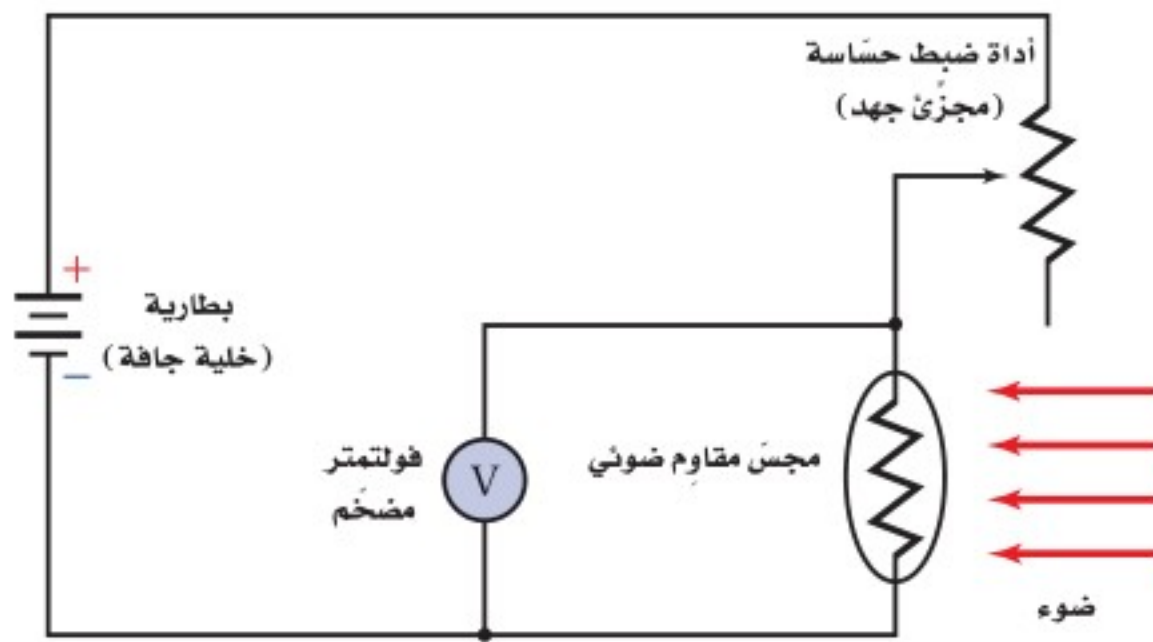 أداة ضبط حسّاسة
(مجزّئ جهد)
+
بطارية
(خلية جافة)
−
فولتمتر
مضخّم
V
مجسّ مقاوِم ضوئي
ضوء